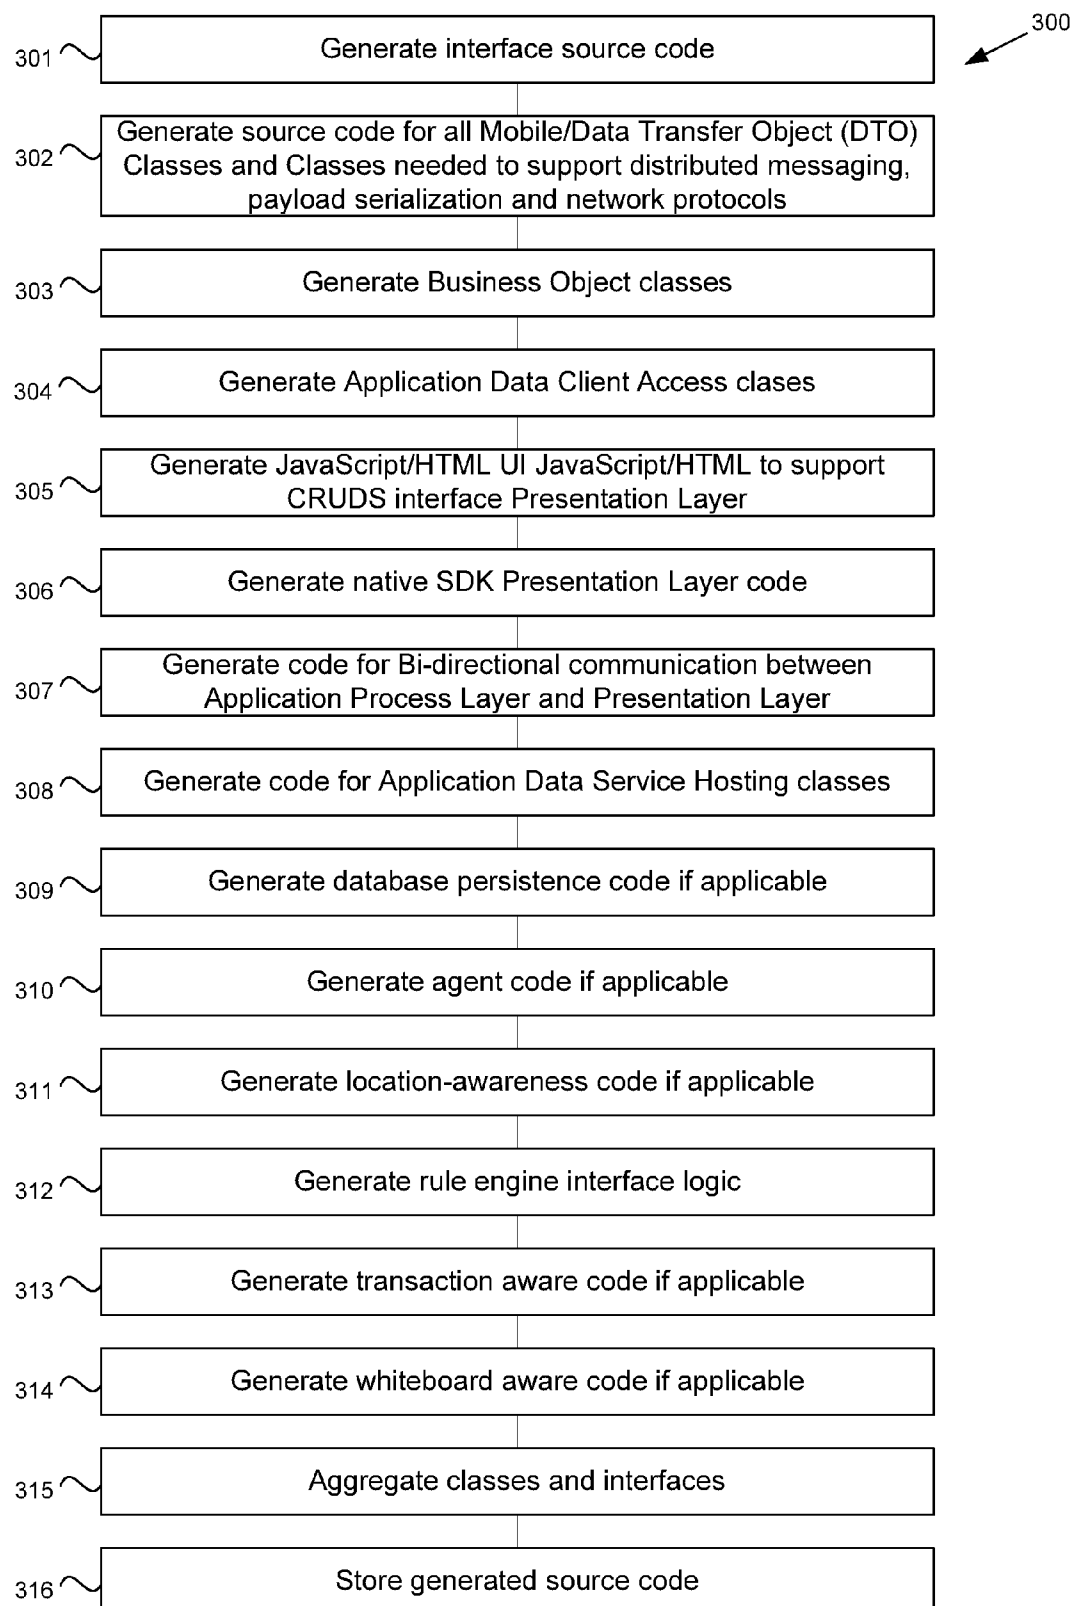 300
301
Generate interface source code
302
Generate source code for all Mobile/Data Transfer Object (DTO)
Classes and Classes needed to support distributed messaging,
payload serialization and network protocols
303
Generate Business Object classes
304
Generate Application Data Client Access clases
305
Generate JavaScript/HTML UI JavaScript/HTML to support
CRUDS interface Presentation Layer
306
Generate native SDK Presentation Layer code
307
Generate code for Bi-directional communication between
Application Process Layer and Presentation Layer
308
Generate code for Application Data Service Hosting classes
309
Generate database persistence code if applicable
310
Generate agent code if applicable
311
Generate location-awareness code if applicable
312
Generate rule engine interface logic
313
Generate transaction aware code if applicable
314
Generate whiteboard aware code if applicable
315
Aggregate classes and interfaces
316
Store generated source code